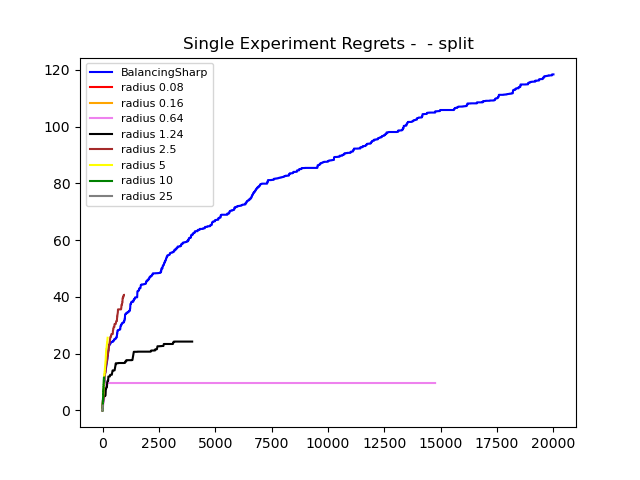 Single Experiment Regrets -  - split
120
100
80
60
40
20
0
BalancingSharp
radius 0.08
radius 0.16
radius 0.64
radius 1.24
radius 2.5
radius 5
radius 10
radius 25
0 2500 5000 7500 10000 12500 15000 17500 20000